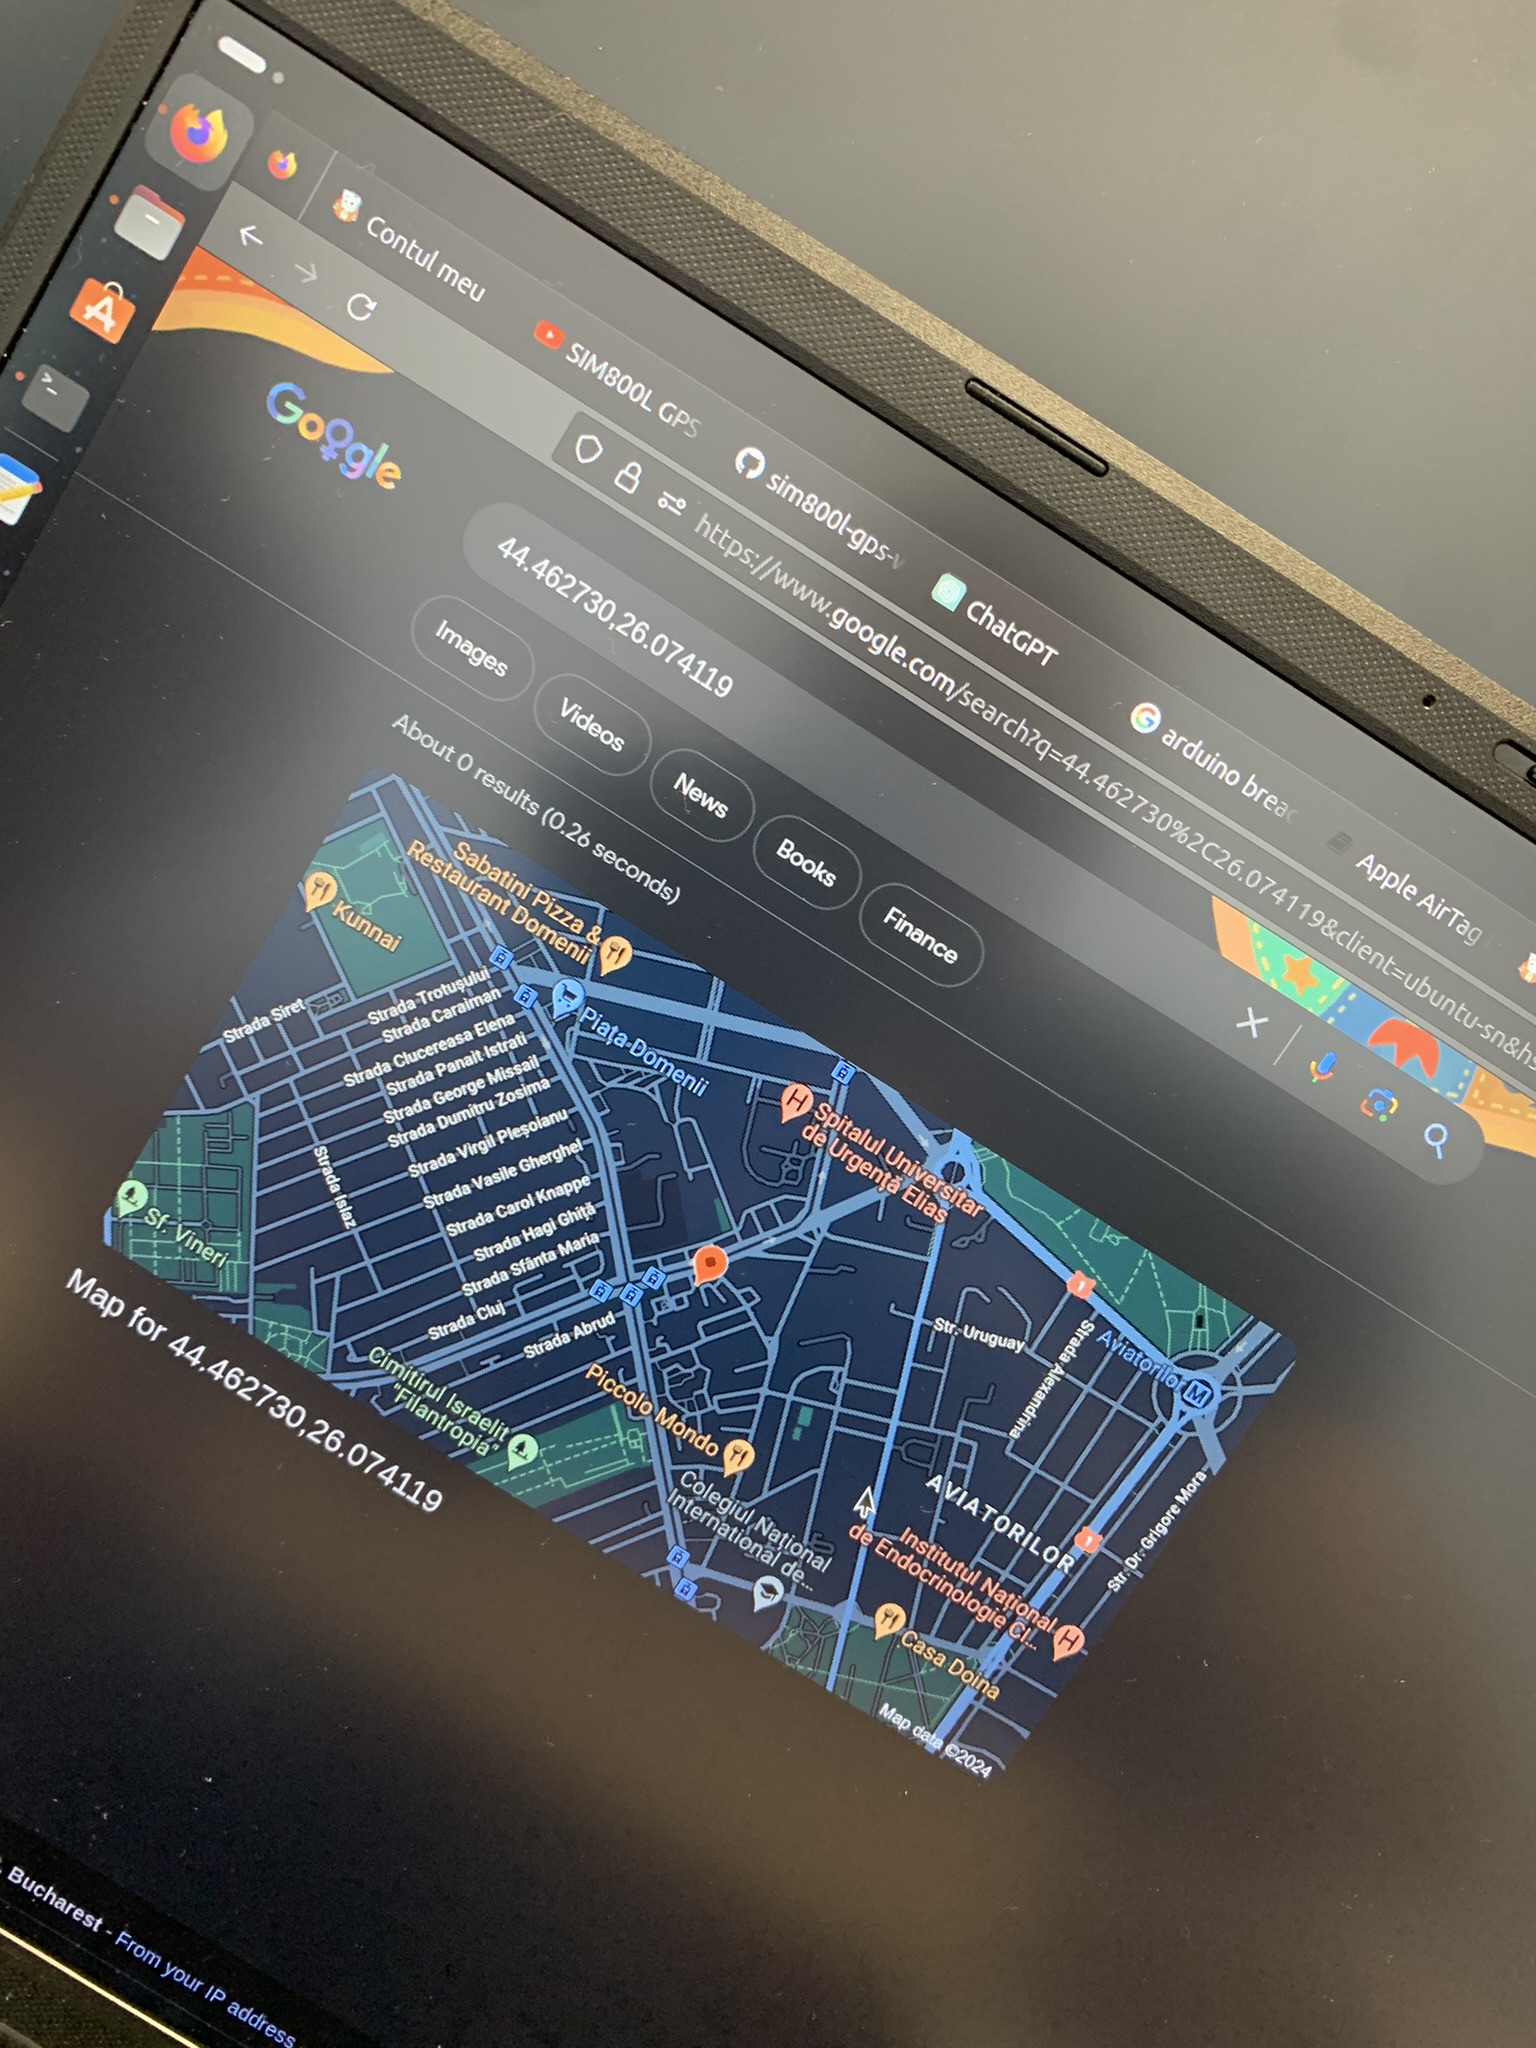 Contul meu
SIM800L GPS
sim800l-gps-v
ChatGPT
arduino brea
Apple AirTag
https://www.google.com/search?q=44.462730%2C26.074119&client=ubuntu-sn&hs
Google
44.462730,26.074119
Images
Videos
News
Books
Finance
About 0 results (0.26 seconds)
Sabatini Pizza &
Restaurant Domenii
Kunnai
Strada Siret
Strada Trotușului
Strada Caraiman
Strada Clucereasa Elena
Strada Panait Istrati
Strada George Missail
Strada Dumitru Zosima
Strada Virgil Pleșoianu
Strada Vasile Gherghel
Strada Carol Knappe
Strada Hagi Ghiță
Strada Sfânta Maria
Strada Cluj
Strada Abrud
Strada Islaz
Sf. Vineri
Piața Domenii
H
Spitalul Universitar
de Urgență Elias
1
Str. Uruguay
Strada Alexandrina
Aviatorilor
M
Cimitirul Israelit
"Filantropia"
Piccolo Mondo
Colegiul Național
Internațional de...
AVIATORILOR
1
Str. Dr. Grigore Mora
Institutul Național
de Endocrinologie C.I...
H
Casa Doina
Map data ©2024
Map for 44.462730,26.074119
Bucharest - From your IP address